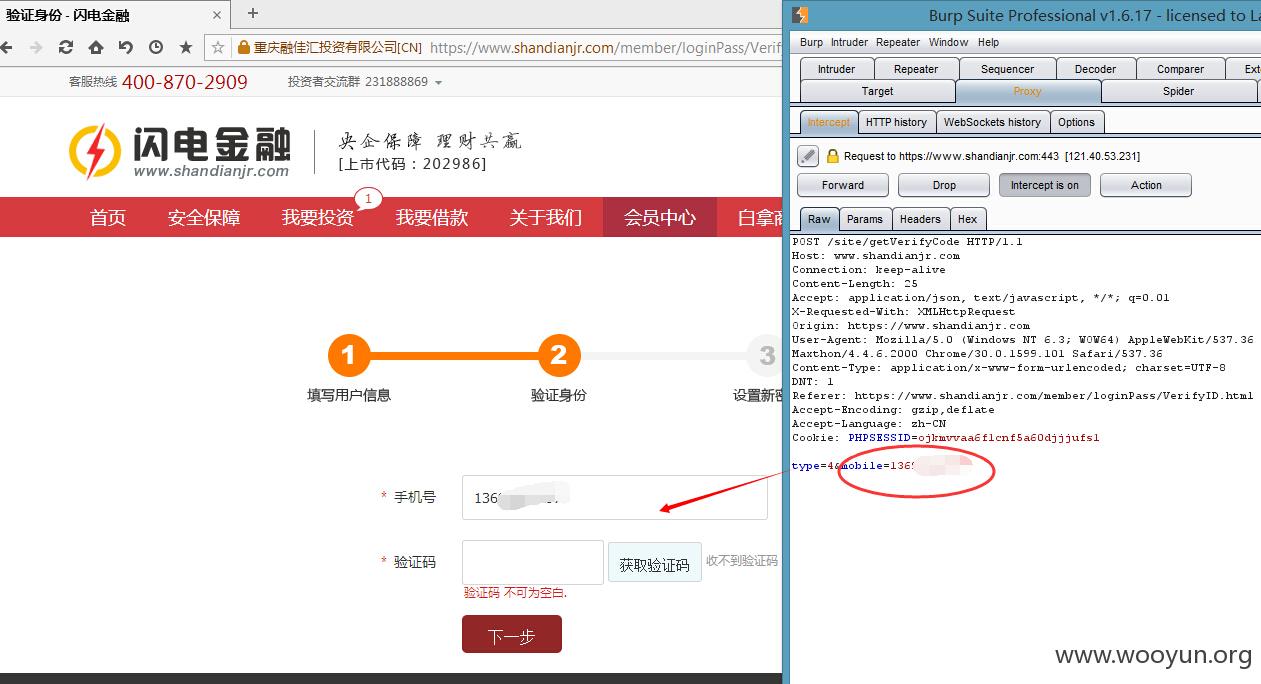 验证身份 - 闪电金融
重庆融佳汇投资有限公司[CN] https://www.shandianjr.com/member/loginPass/Verif
客服热线 400-870-2909 投资者交流群 231888869
闪电金融
www.shandianjr.com
央企保障 理财共赢
[上市代码：202986]
首页 安全保障 我要投资 1 我要借款 关于我们 会员中心 白拿
1 2 3
填写用户信息 验证身份 设置新密
* 手机号 136
* 验证码 获取验证码 收不到验证码
验证码 不可为空白.
下一步
Burp Suite Professional v1.6.17 - licensed to La
Burp Intruder Repeater Window Help
Intruder Repeater Sequencer Decoder Comparer Ext
Target Proxy Spider
Intercept HTTP history WebSockets history Options
Request to https://www.shandianjr.com:443 [121.40.53.231]
Forward Drop Intercept is on Action
Raw Params Headers Hex
POST /site/getVerifyCode HTTP/1.1
Host: www.shandianjr.com
Connection: keep-alive
Content-Length: 25
Accept: application/json, text/javascript, */*; q=0.01
X-Requested-With: XMLHttpRequest
Origin: https://www.shandianjr.com
User-Agent: Mozilla/5.0 (Windows NT 6.3; WOW64) AppleWebKit/537.36
Maxthon/4.4.6.2000 Chrome/30.0.1599.101 Safari/537.36
Content-Type: application/x-www-form-urlencoded; charset=UTF-8
DNT: 1
Referer: https://www.shandianjr.com/member/loginPass/VerifyID.html
Accept-Encoding: gzip,deflate
Accept-Language: zh-CN
Cookie: PHPSESSID=ojkmvvaa6f1cnf5a60djjjufs1
type=4&mobile=136
www.wooyun.org